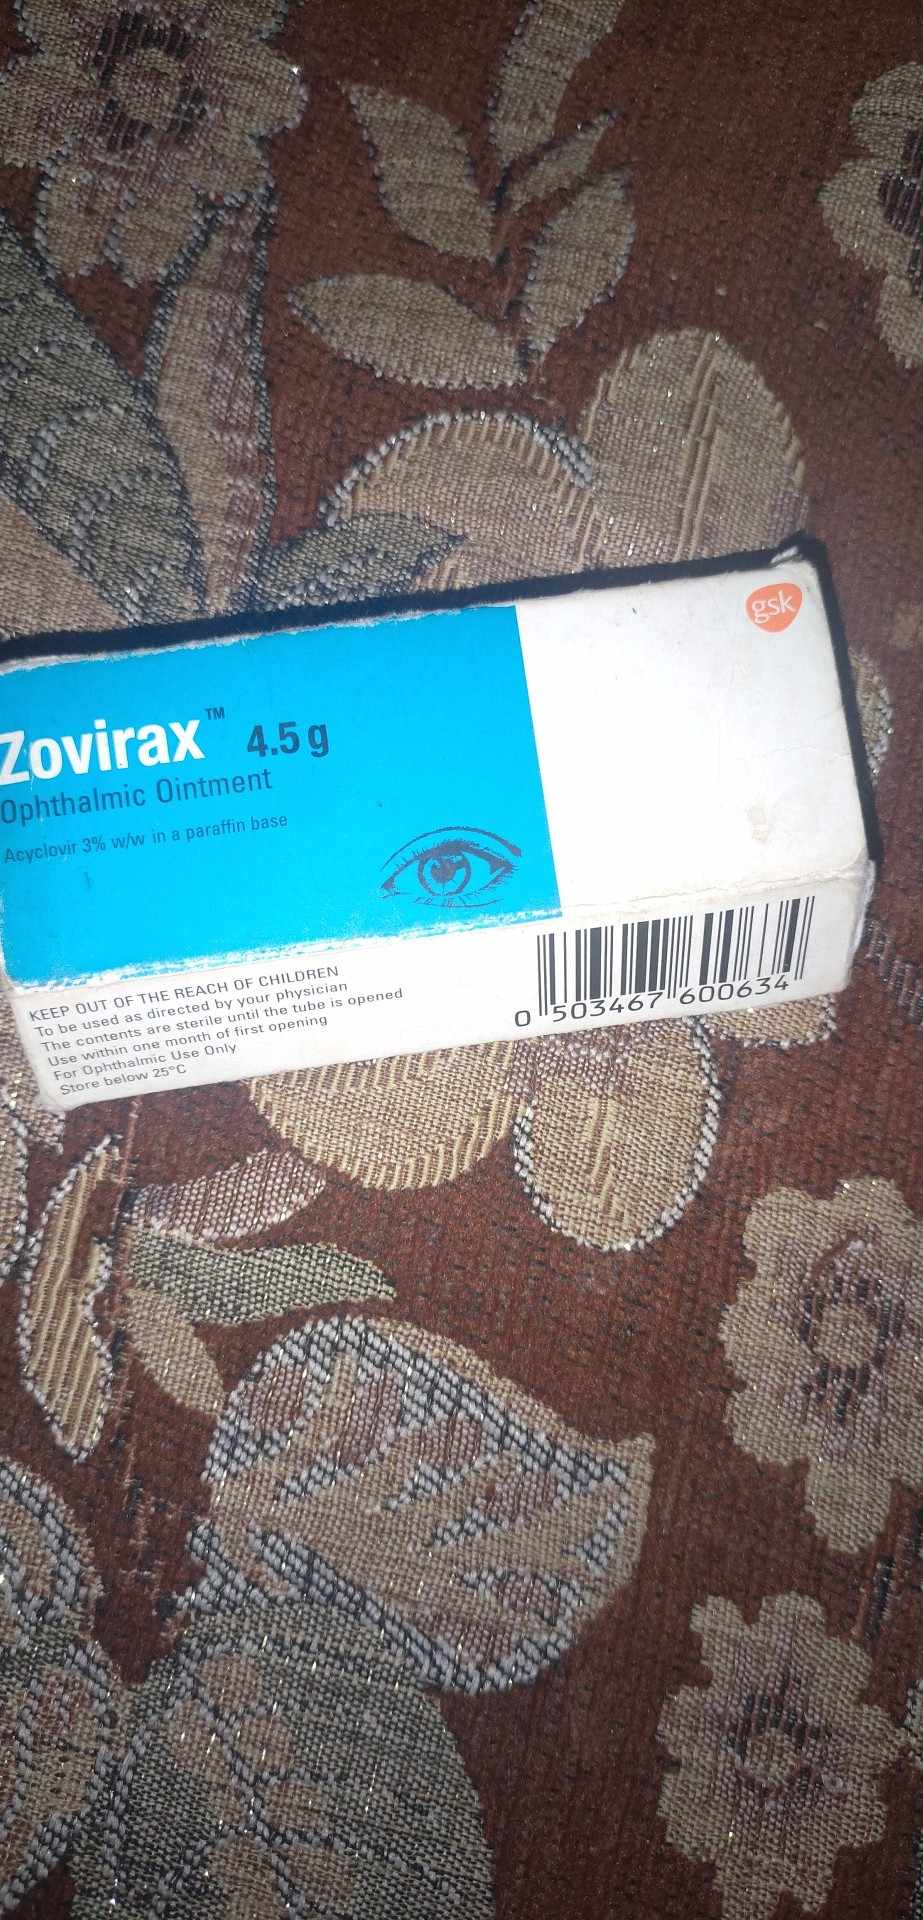 gsk
Zovirax™ 4.5 g
Ophthalmic Ointment
Acyclovir 3% w/w in a paraffin base
KEEP OUT OF THE REACH OF CHILDREN
To be used as directed by your physician
The contents are sterile until the tube is opened
Use within one month of first opening
For Ophthalmic Use Only
Store below 25°C
0 503467 600634